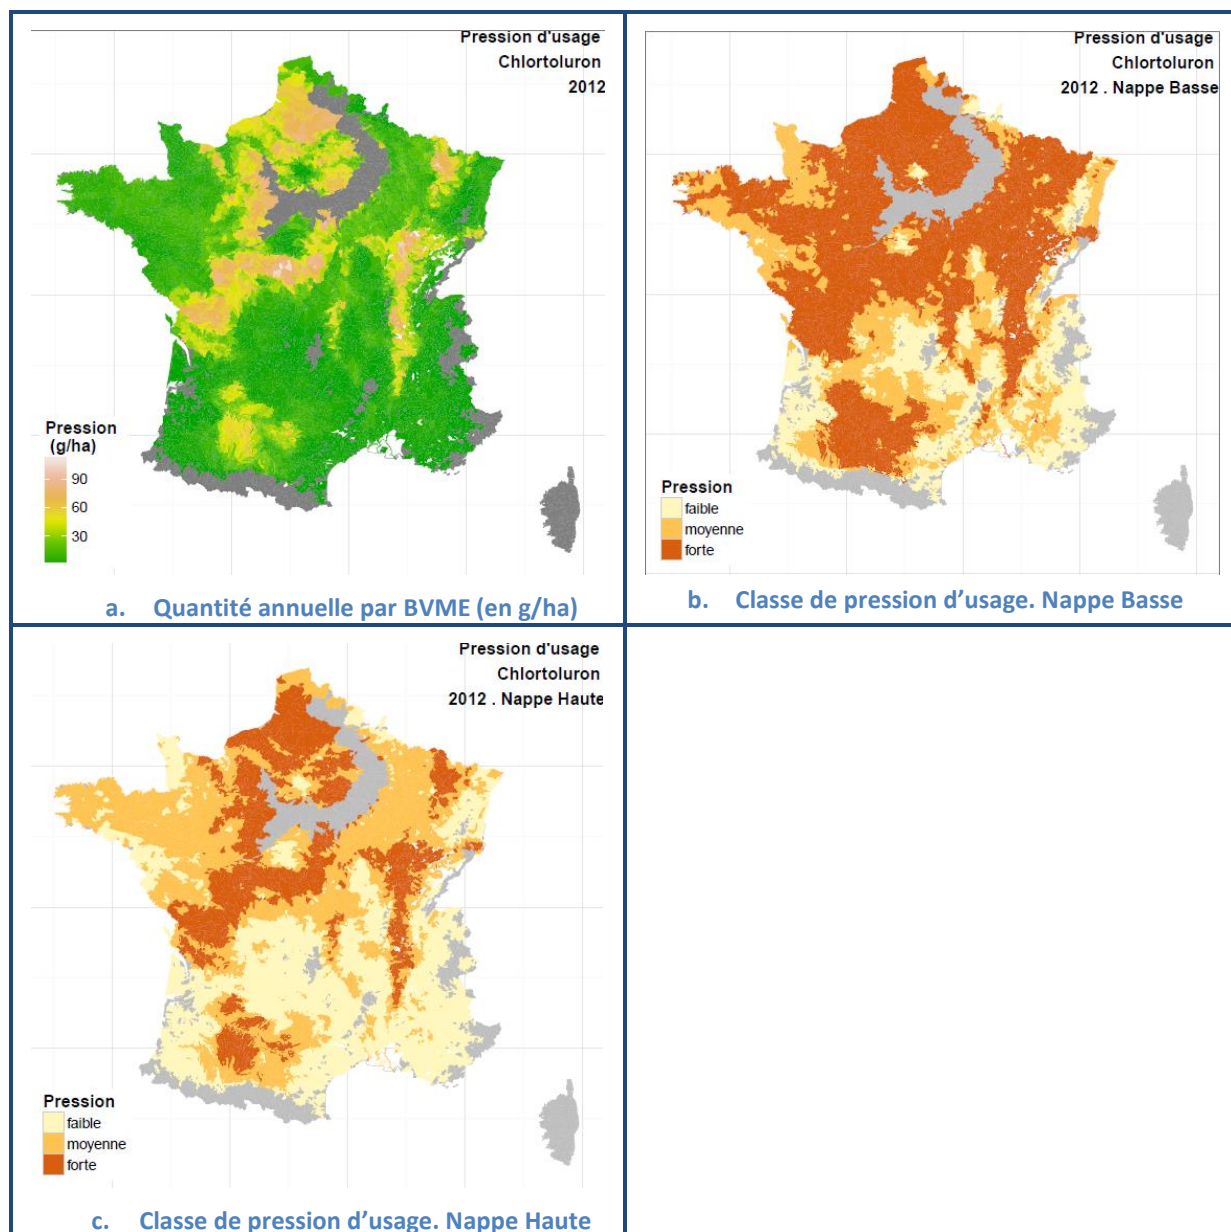 Pression d'usage
Chlortoluron
2012
Pression
(g/ha)
90
60
30
a. Quantité annuelle par BVME (en g/ha)
Pression d'usage
Chlortoluron
2012 . Nappe Basse
Pression
faible
moyenne
forte
b. Classe de pression d’usage. Nappe Basse
Pression d'usage
Chlortoluron
2012 . Nappe Haute
Pression
faible
moyenne
forte
c. Classe de pression d’usage. Nappe Haute